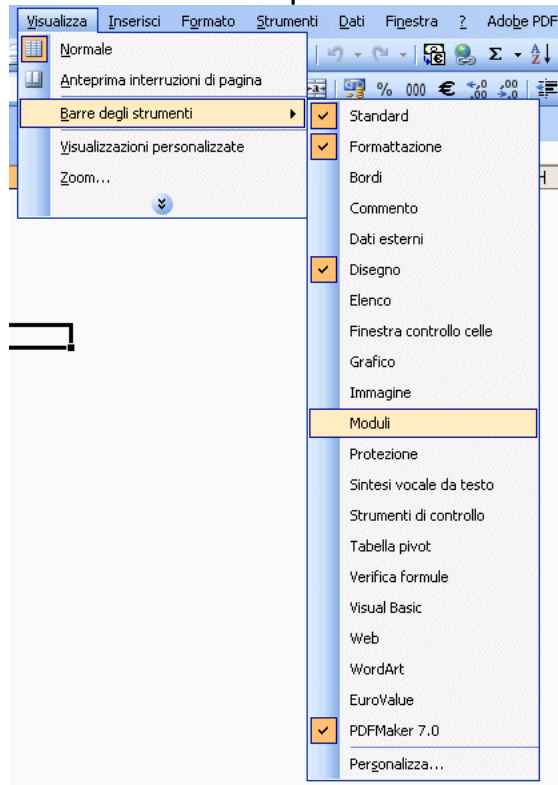 Visualizza Inserisci Formato Strumenti Dati Finestra ? Adobe PDF
Normale
Anteprima interruzioni di pagina
% 000 €
Barre degli strumenti
Visualizzazioni personalizzate
Zoom...
H
Standard
Formattazione
Bordi
Commento
Dati esterni
Disegno
Elenco
Finestra controllo celle
Grafico
Immagine
Moduli
Protezione
Sintesi vocale da testo
Strumenti di controllo
Tabella pivot
Verifica formule
Visual Basic
Web
WordArt
EuroValue
PDFMaker 7.0
Personalizza...